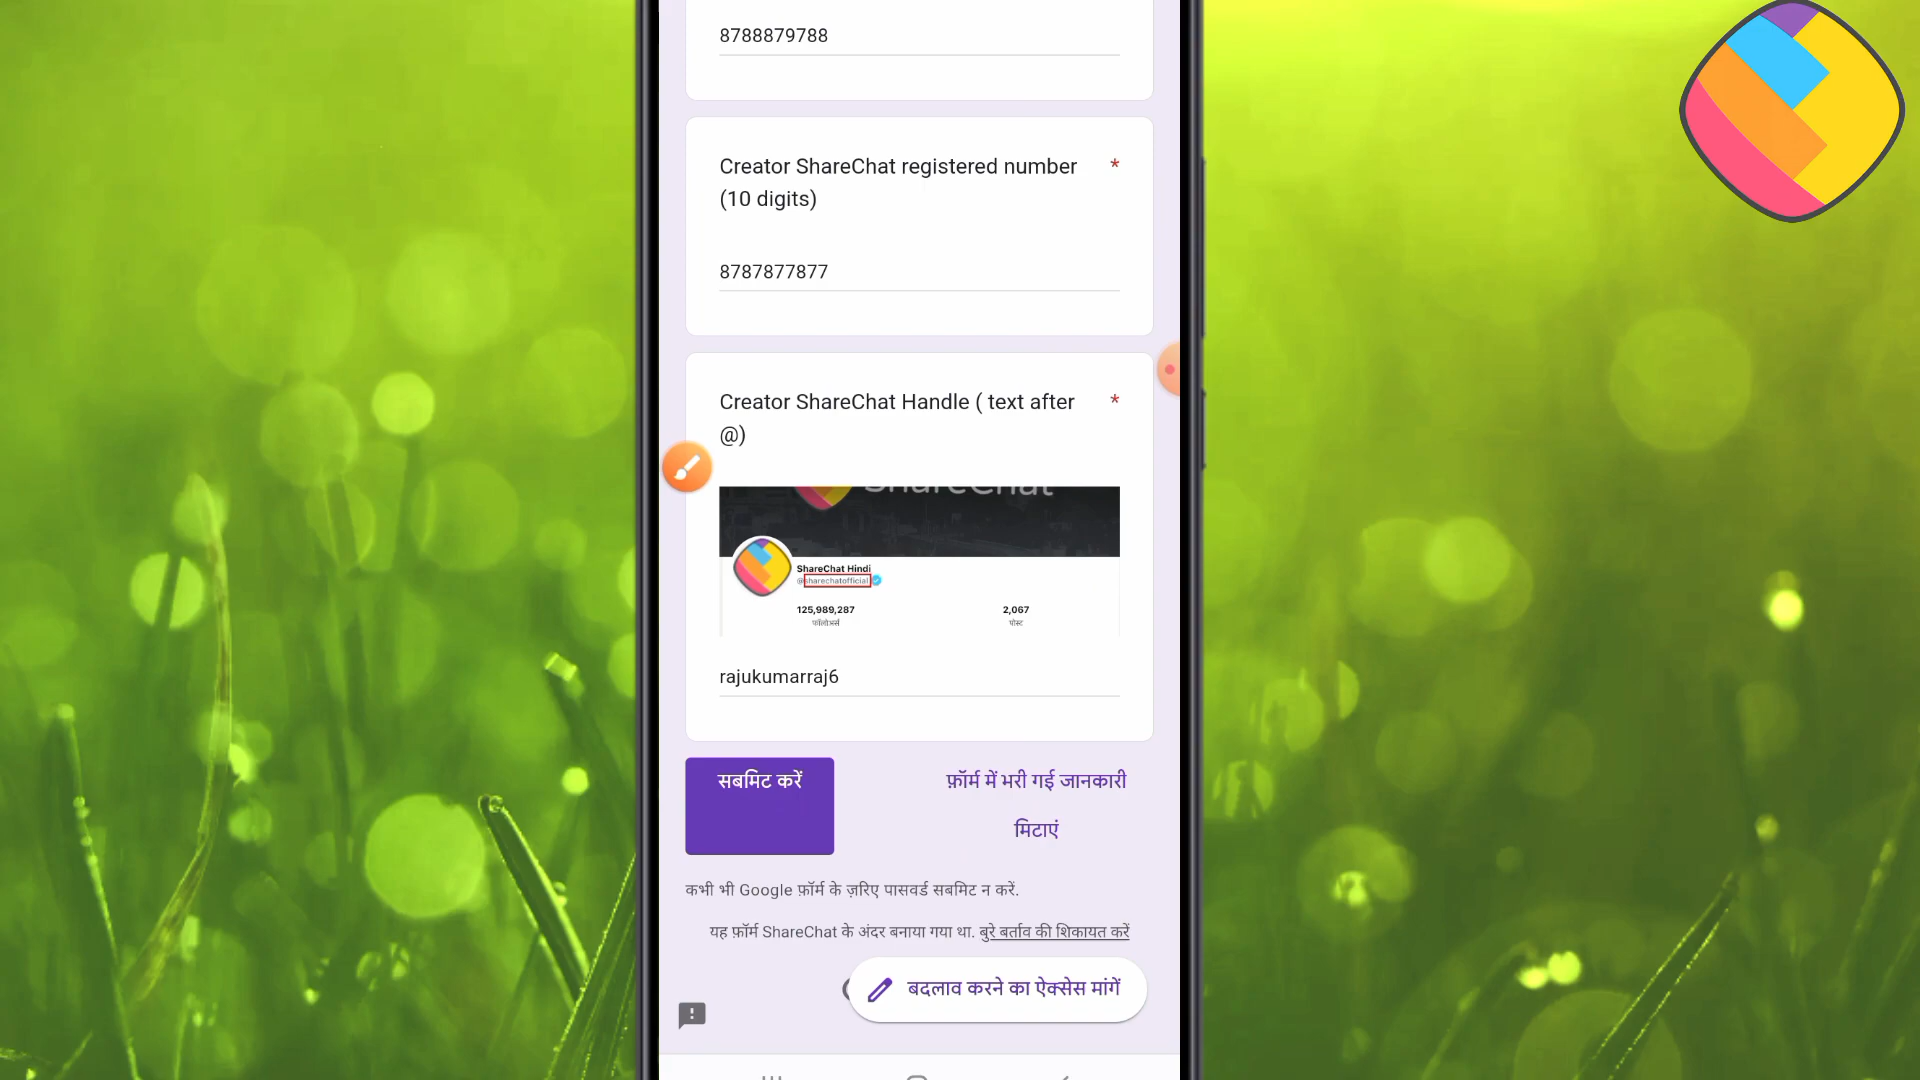 8788879788
Creator ShareChat registered number *
(10 digits)
8787877877
Creator ShareChat Handle ( text after *
@)
ShareChat
ShareChat Hindi
@sharechatofficial
125,989,287
2,067
फॉलोअर्स
पोस्ट
rajukumarraj6
सबमिट करें
फ़ॉर्म में भरी गई जानकारी
मिटाएं
कभी भी Google फ़ॉर्म के ज़रिए पासवर्ड सबमिट न करें.
यह फ़ॉर्म ShareChat के अंदर बनाया गया था. बुरे बर्ताव की शिकायत करें
बदलाव करने का ऐक्सेस मांगें